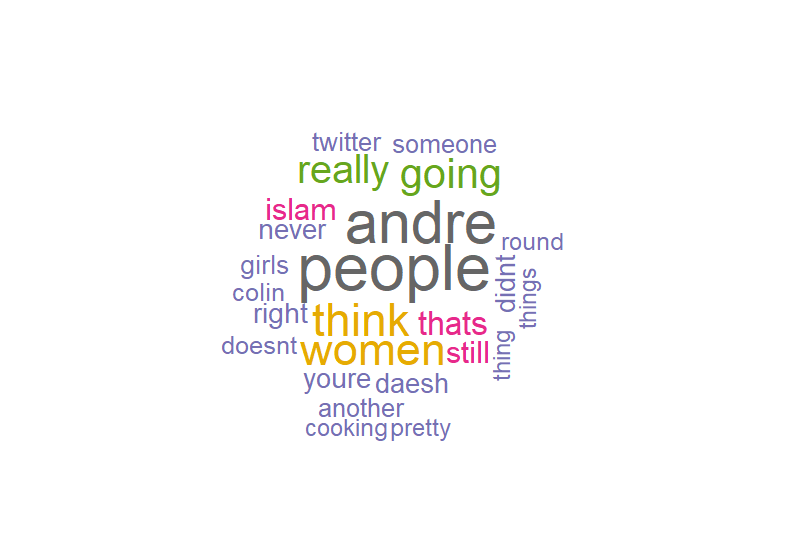 twitter someone
really going
islam andre
never round
people
girls didnt things
colin
right think thats
doesnt women still thing
youre daesh
another
cooking pretty